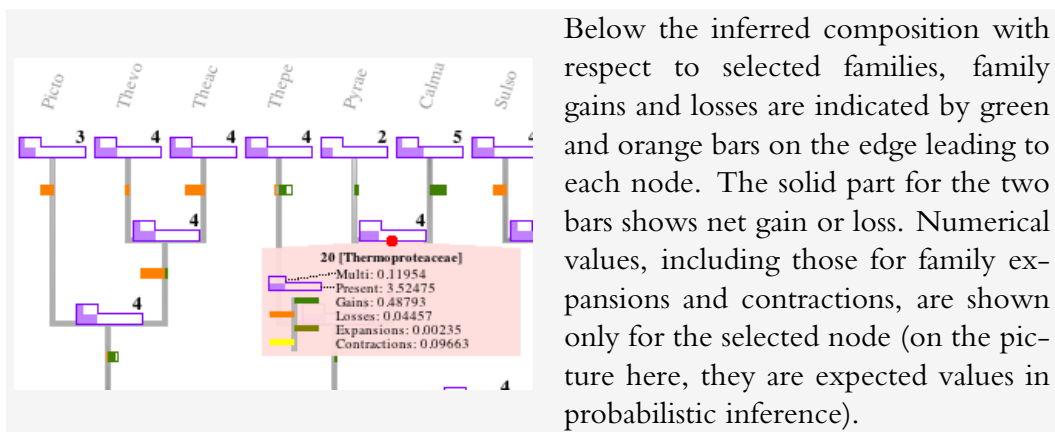 Picto
Thevo
Theac
Thepe
Pyrae
Calma
Sulso
3
4
4
4
2
5
4
4
4
4
20 [Thermoproteaceae]
Multi: 0.11954
Present: 3.52475
Gains: 0.48793
Losses: 0.04457
Expansions: 0.00235
Contractions: 0.09663
4
Below the inferred composition with
respect to selected families, family
gains and losses are indicated by green
and orange bars on the edge leading to
each node. The solid part for the two
bars shows net gain or loss. Numerical
values, including those for family ex-
pansions and contractions, are shown
only for the selected node (on the pic-
ture here, they are expected values in
probabilistic inference).